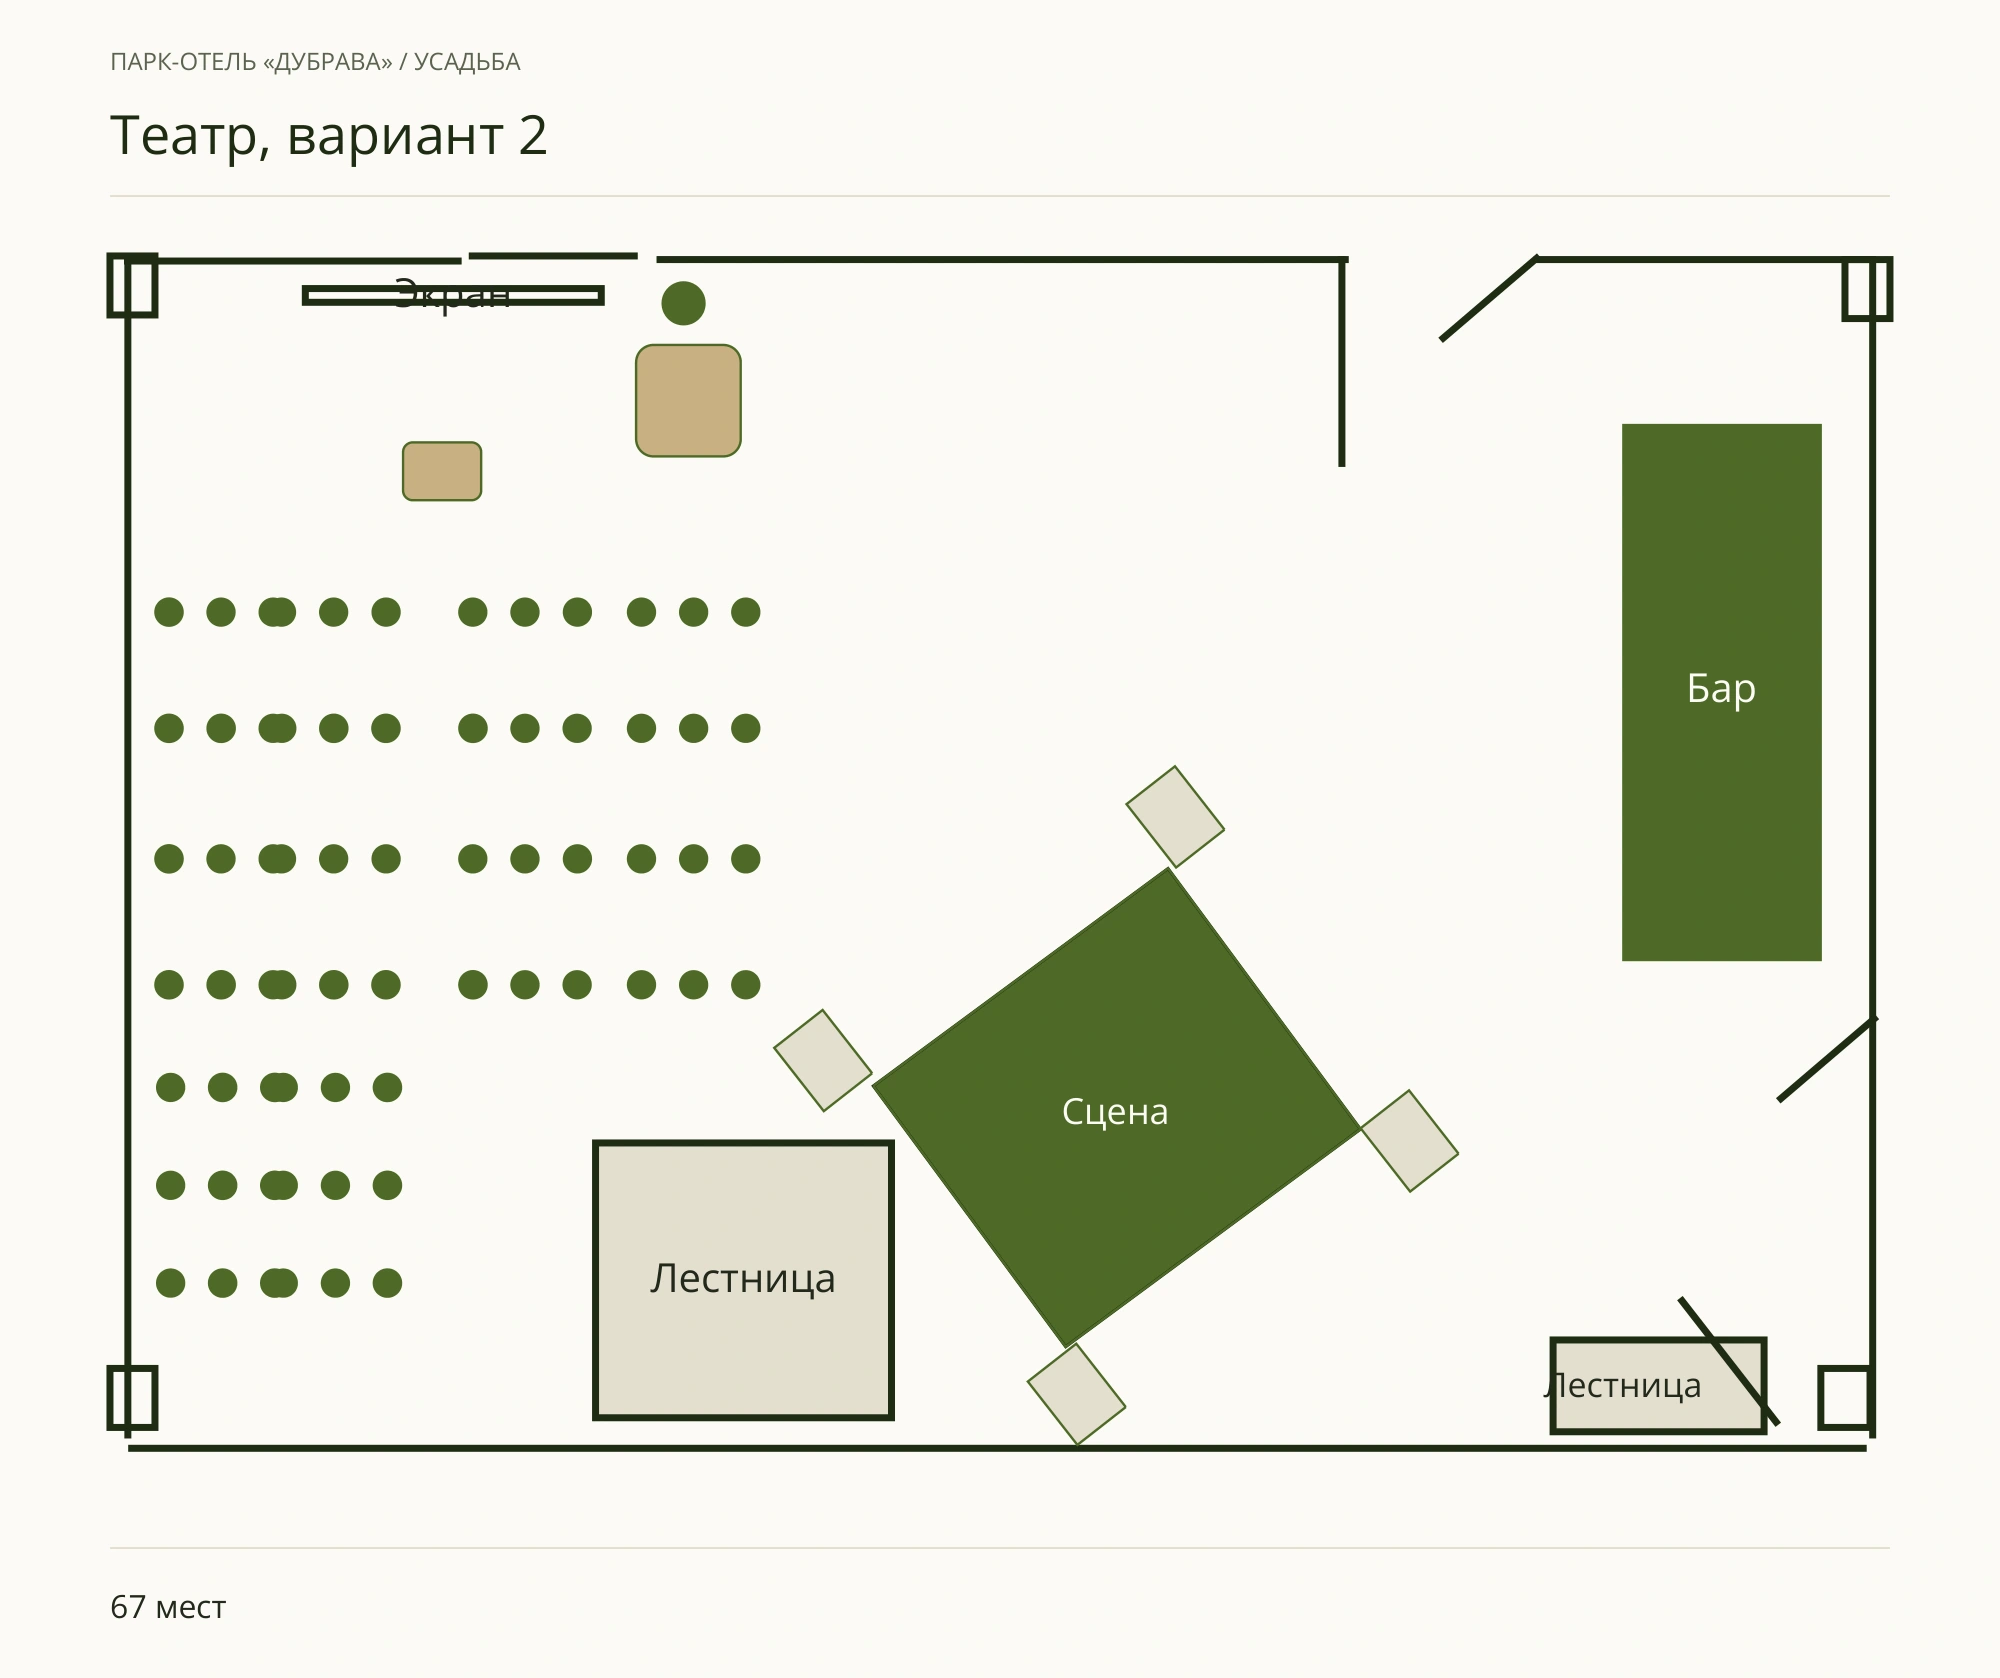 ПАРК-ОТЕЛЬ «ДУБРАВА» / УСАДЬБА
Театр, вариант 2
Экран
Бар
Сцена
Лестница
Лестница
67 мест